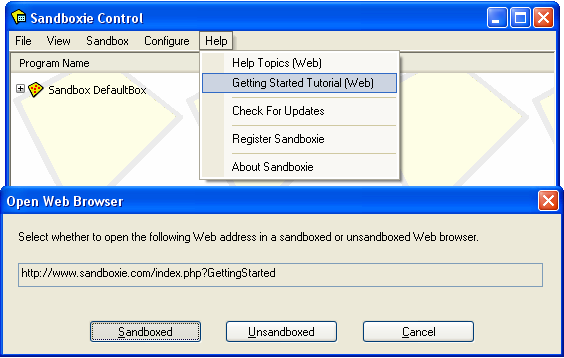 Sandboxie Control
File View Sandbox Configure Help
Program Name
Sandbox DefaultBox
Help Topics (Web)
Getting Started Tutorial (Web)
Check For Updates
Register Sandboxie
About Sandboxie
Open Web Browser
Select whether to open the following Web address in a sandboxed or unsandboxed Web browser.
http://www.sandboxie.com/index.php?GettingStarted
Sandboxed Unsandboxed Cancel